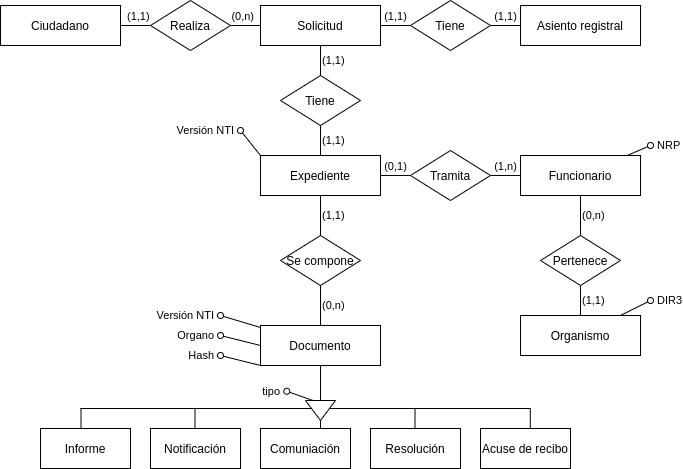 Ciudadano
(1,1)
Realiza
(0,n)
Solicitud
(1,1)
Tiene
(1,1)
Asiento registral
(1,1)
Tiene
(1,1)
Versión NTI
Expediente
(0,1)
Tramita
(1,n)
Funcionario
NRP
(1,1)
Se compone
(0,n)
(0,n)
Pertenece
(1,1)
DIR3
Organismo
Versión NTI
Organo
Hash
Documento
tipo
Informe
Notificación
Comuniación
Resolución
Acuse de recibo